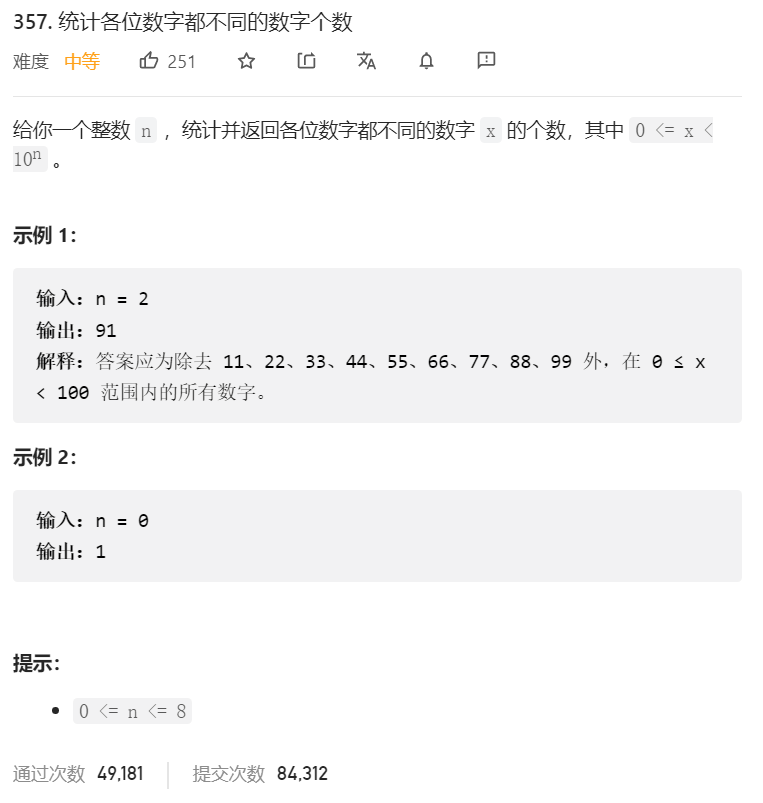 357. 统计各位数字都不同的数字个数
难度 中等 251
给你一个整数 n ，统计并返回各位数字都不同的数字 x 的个数，其中 0 <= x <
10ⁿ 。
示例 1：
输入：n = 2
输出：91
解释：答案应为除去 11、22、33、44、55、66、77、88、99 外，在 0 ≤ x
< 100 范围内的所有数字。
示例 2：
输入：n = 0
输出：1
提示：
• 0 <= n <= 8
通过次数 49,181 提交次数 84,312